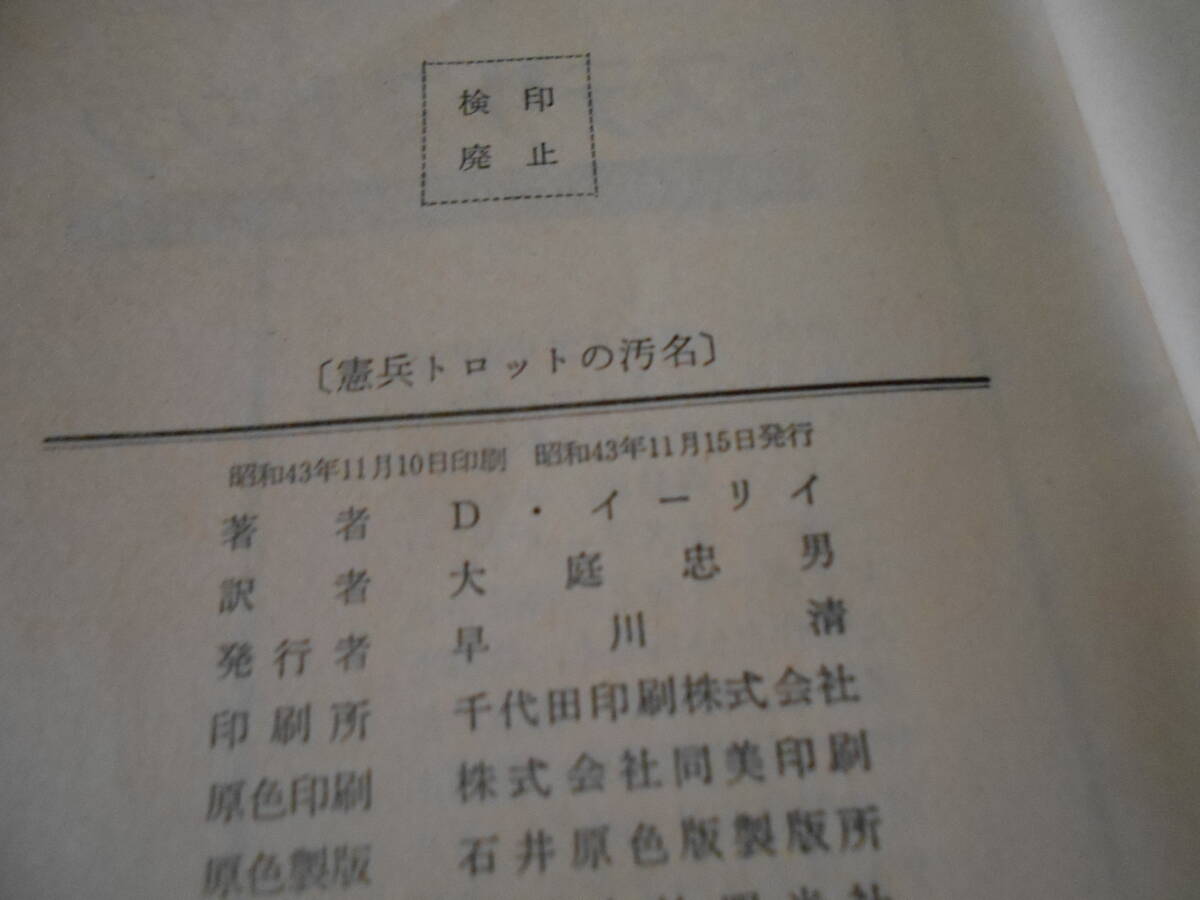 検印
廃止
〔憲兵トロットの汚名〕
昭和43年11月10日印刷 昭和43年11月15日発行
著者 D・イーリイ
訳者 大庭忠男
発行者 早川清
印刷所 千代田印刷株式会社
原色印刷 株式会社同美印刷
原色製版 石井原色版製版所